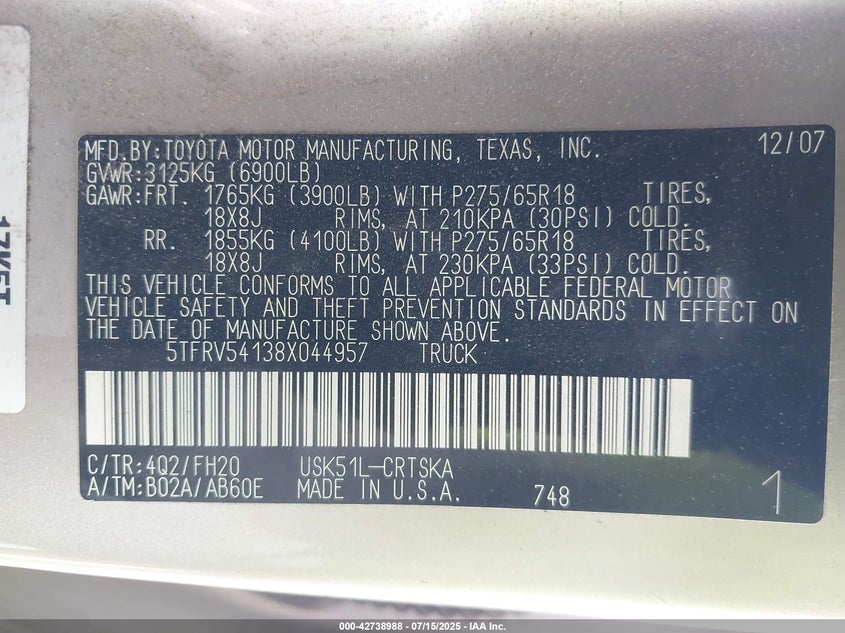 MFD.BY:TOYOTA MOTOR MANUFACTURING, TEXAS, INC. 12/07
GVWR:3125KG (6900LB)
GAWR:FRT. 1765KG (3900LB) WITH P275/65R18 TIRES,
18X8J RIMS, AT 210KPA (30PSI) COLD.
RR. 1855KG (4100LB) WITH P275/65R18 TIRES,
18X8J RIMS, AT 230KPA (33PSI) COLD.
THIS VEHICLE CONFORMS TO ALL APPLICABLE FEDERAL MOTOR
VEHICLE SAFETY AND THEFT PREVENTION STANDARDS IN EFFECT ON
THE DATE OF MANUFACTURE SHOWN ABOVE.
5TFRV54138X044957 TRUCK
C/TR:4Q2/FH20 USK51L-CRTSKA
A/TM:B02A/AB60E MADE IN U.S.A. 748 1
000-42738988 - 07/15/2025 - IAA Inc.